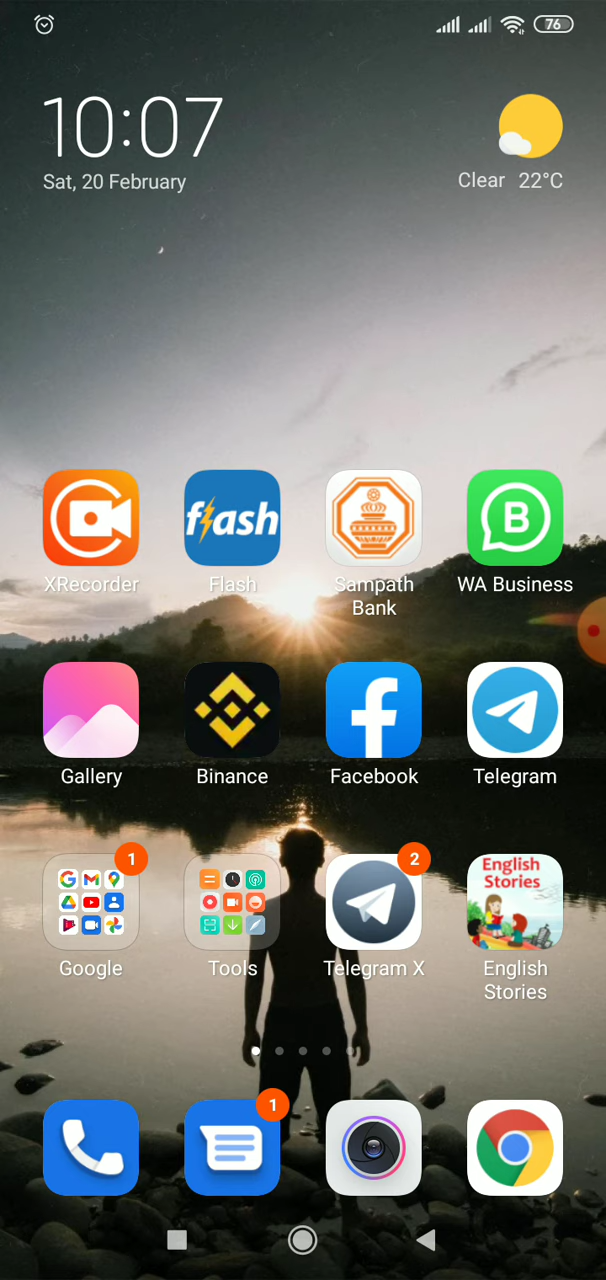 76
10:07
Sat, 20 February
Clear 22°C
flash
B
XRecorder
Flash
Sampath
Bank
WA Business
Gallery
Binance
Facebook
Telegram
1
2
English
Stories
Google
Tools
Telegram X
English
Stories
1